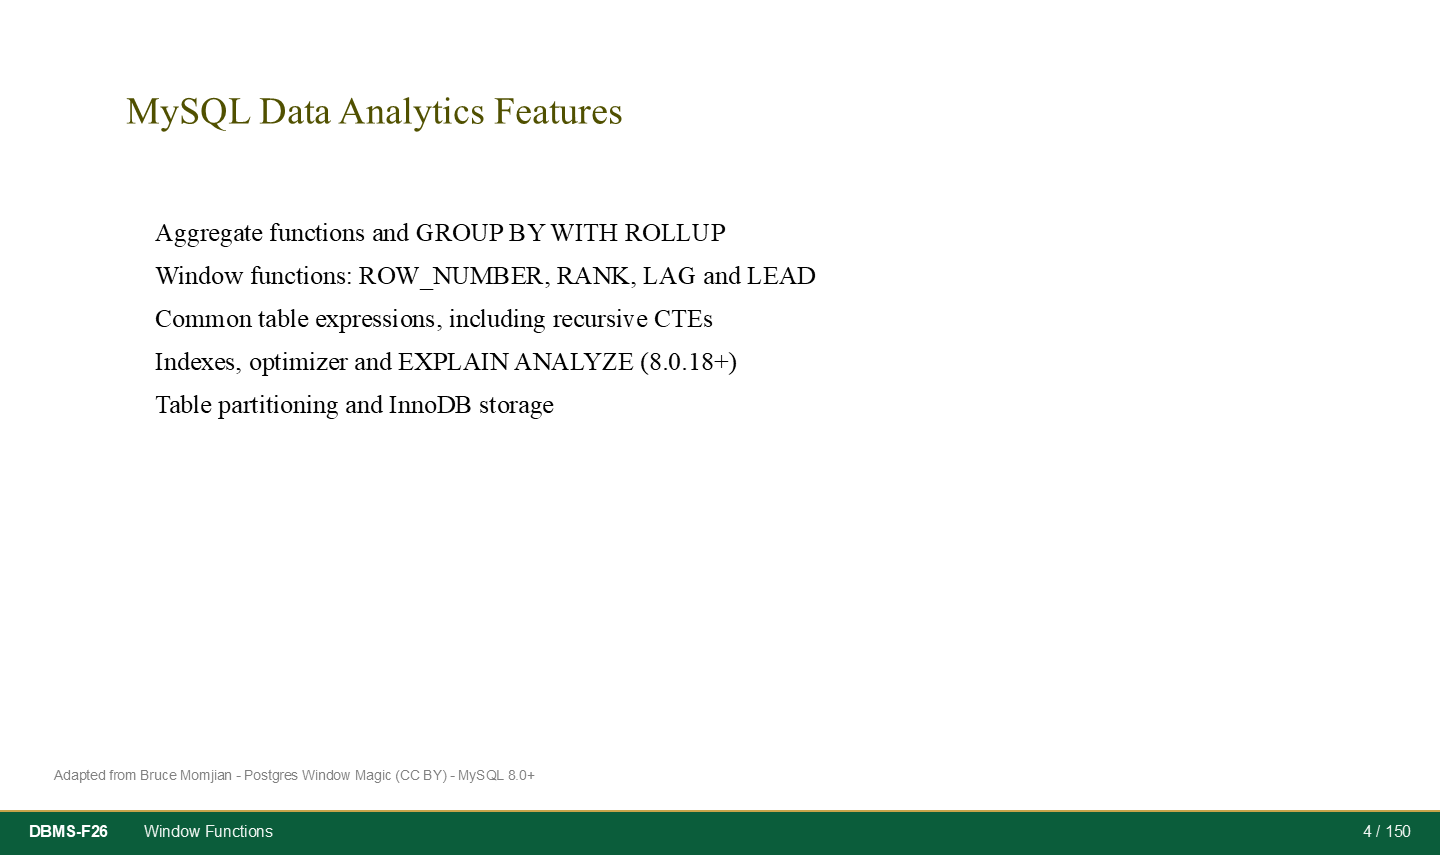 MySQL Data Analytics Features
Aggregate functions and GROUP BY WITH ROLLUP
Window functions: ROW_NUMBER, RANK, LAG and LEAD
Common table expressions, including recursive CTEs
Indexes, optimizer and EXPLAIN ANALYZE (8.0.18+)
Table partitioning and InnoDB storage
Adapted from Bruce Momjian - Postgres Window Magic (CC BY) - MySQL 8.0+
DBMS-F26 Window Functions 4 / 150